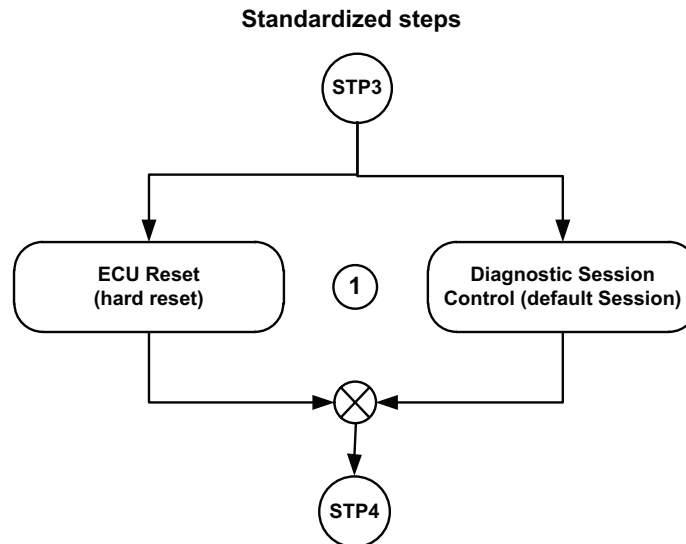 Standardized steps
STP3
ECU Reset
(hard reset)
1
Diagnostic Session
Control (default Session)
STP4